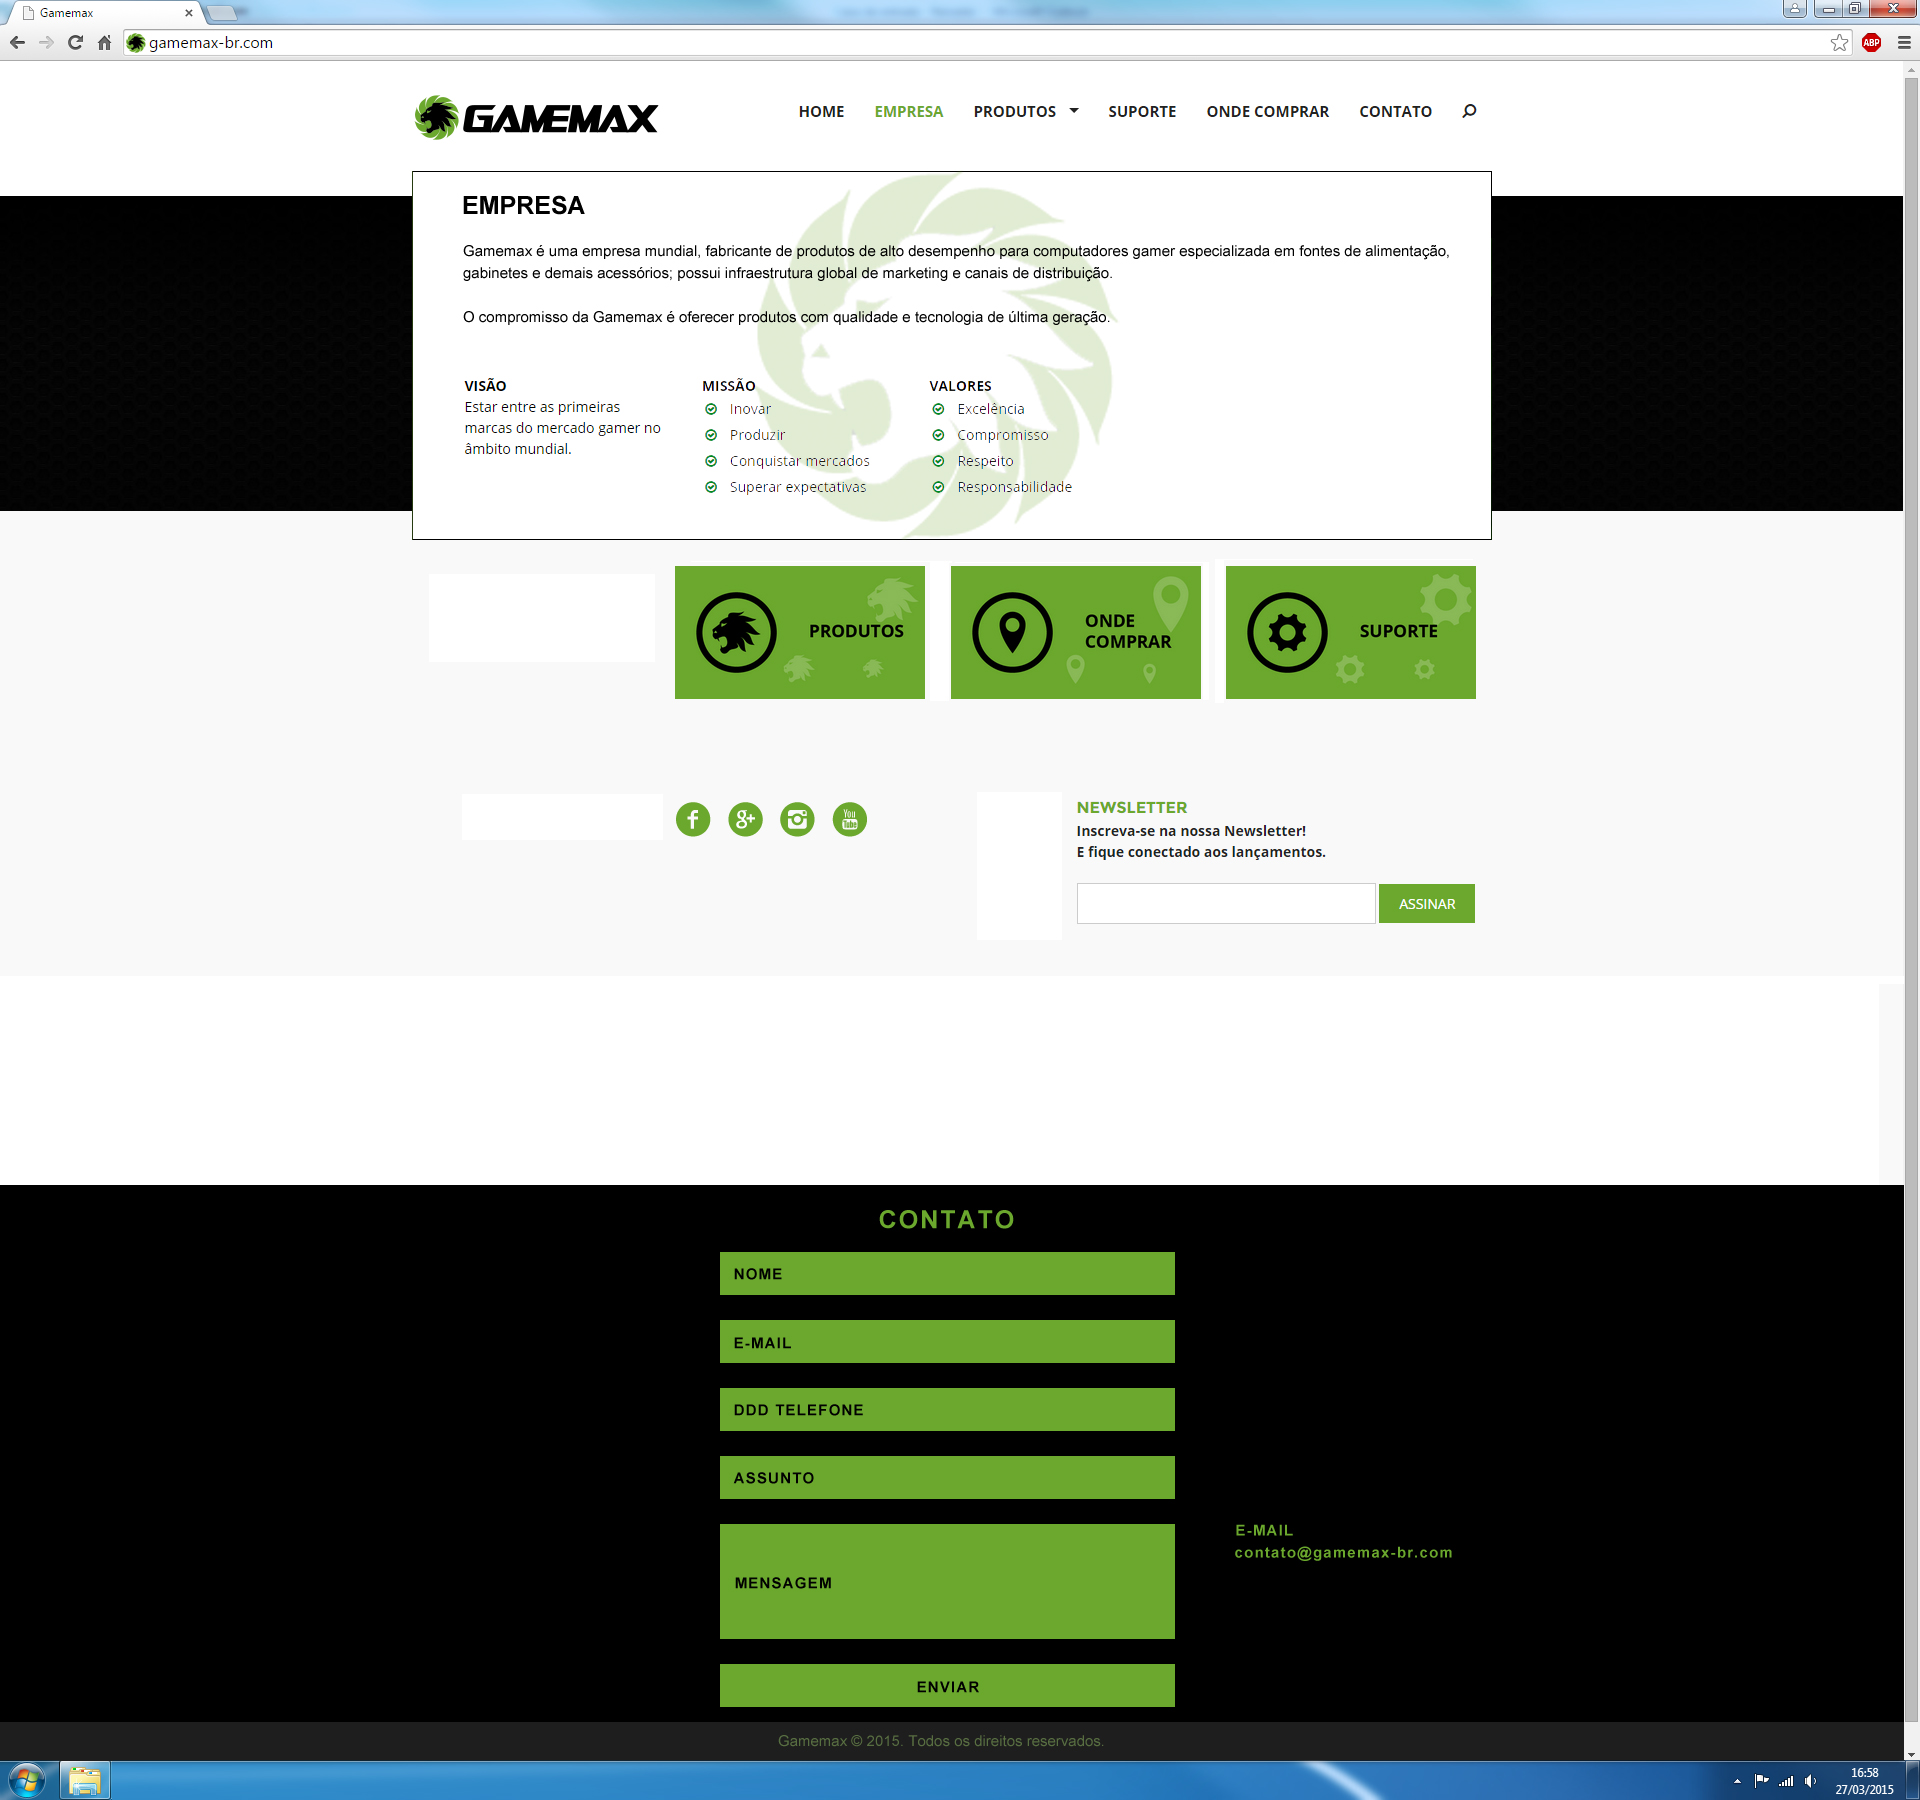 Gamemax
gamemax-br.com
ABP
GAMEMAX
HOME EMPRESA PRODUTOS SUPORTE ONDE COMPRAR CONTATO
EMPRESA
Gamemax é uma empresa mundial, fabricante de produtos de alto desempenho para computadores gamer especializada em fontes de alimentação,
gabinetes e demais acessórios; possui infraestrutura global de marketing e canais de distribuição.
O compromisso da Gamemax é oferecer produtos com qualidade e tecnologia de última geração.
VISÃO
Estar entre as primeiras
marcas do mercado gamer no
âmbito mundial.
MISSÃO
Inovar
Produzir
Conquistar mercados
Superar expectativas
VALORES
Excelência
Compromisso
Respeito
Responsabilidade
PRODUTOS
ONDE
COMPRAR
SUPORTE
You
Tube
NEWSLETTER
Inscreva-se na nossa Newsletter!
E fique conectado aos lançamentos.
ASSINAR
CONTATO
NOME
E-MAIL
DDD TELEFONE
ASSUNTO
MENSAGEM
E-MAIL
contato@gamemax-br.com
ENVIAR
Gamemax © 2015. Todos os direitos reservados.
16:58
27/03/2015